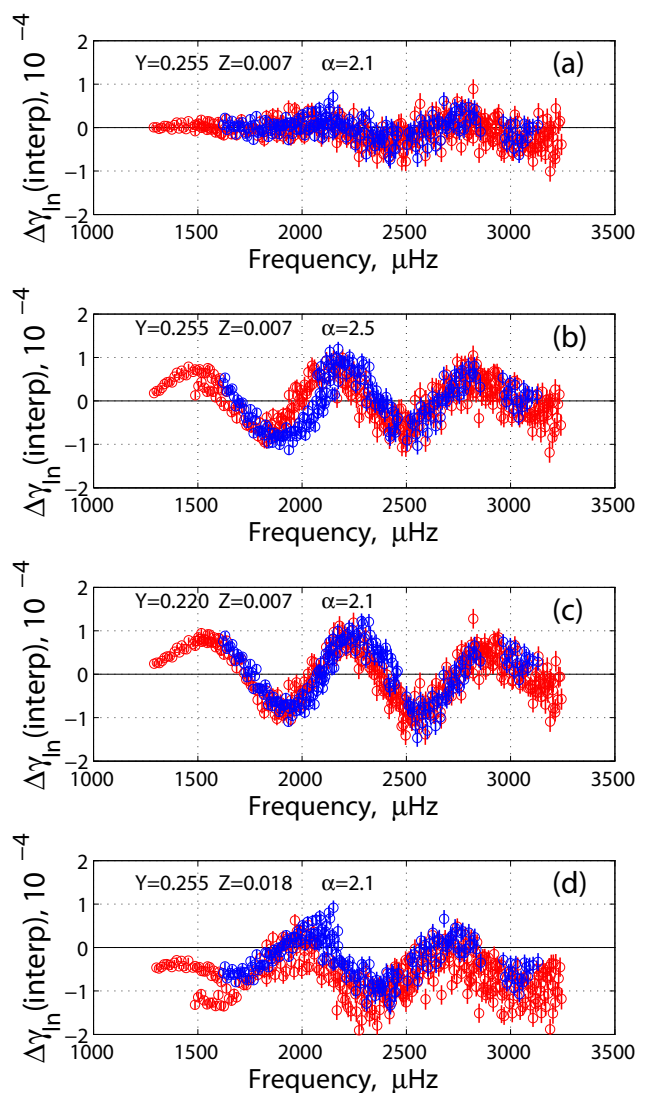 Y=0.255 Z=0.007 α=2.1 (a)
Δγln(interp), 10 −4
2
1
0
−1
−2
1000 1500 2000 2500 3000 3500
Frequency, μHz
Y=0.255 Z=0.007 α=2.5 (b)
Δγln(interp), 10 −4
2
1
0
−1
−2
1000 1500 2000 2500 3000 3500
Frequency, μHz
Y=0.220 Z=0.007 α=2.1 (c)
Δγln(interp), 10 −4
2
1
0
−1
−2
1000 1500 2000 2500 3000 3500
Frequency, μHz
Y=0.255 Z=0.018 α=2.1 (d)
Δγln(interp), 10 −4
2
1
0
−1
−2
1000 1500 2000 2500 3000 3500
Frequency, μHz